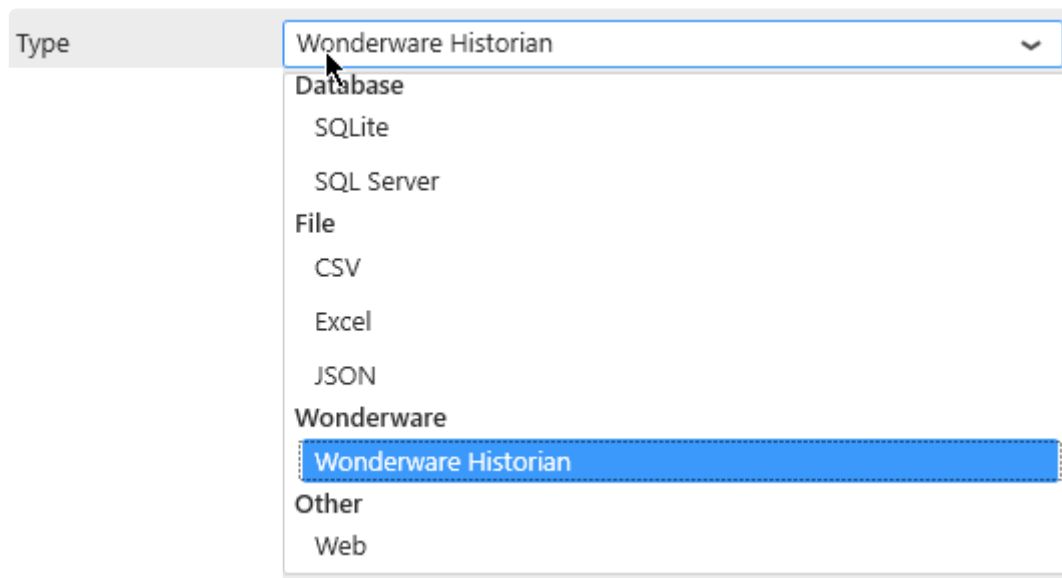 Type
Wonderware Historian
Database
SQLite
SQL Server
File
CSV
Excel
JSON
Wonderware
Wonderware Historian
Other
Web